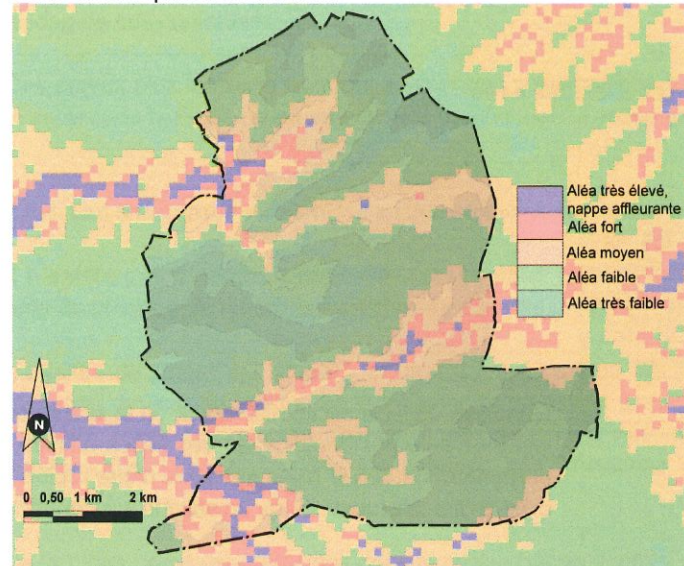 Aléa très élevé,
nappe affleurante
Aléa fort
Aléa moyen
Aléa faible
Aléa très faible
N
0 0,50 1 km 2 km